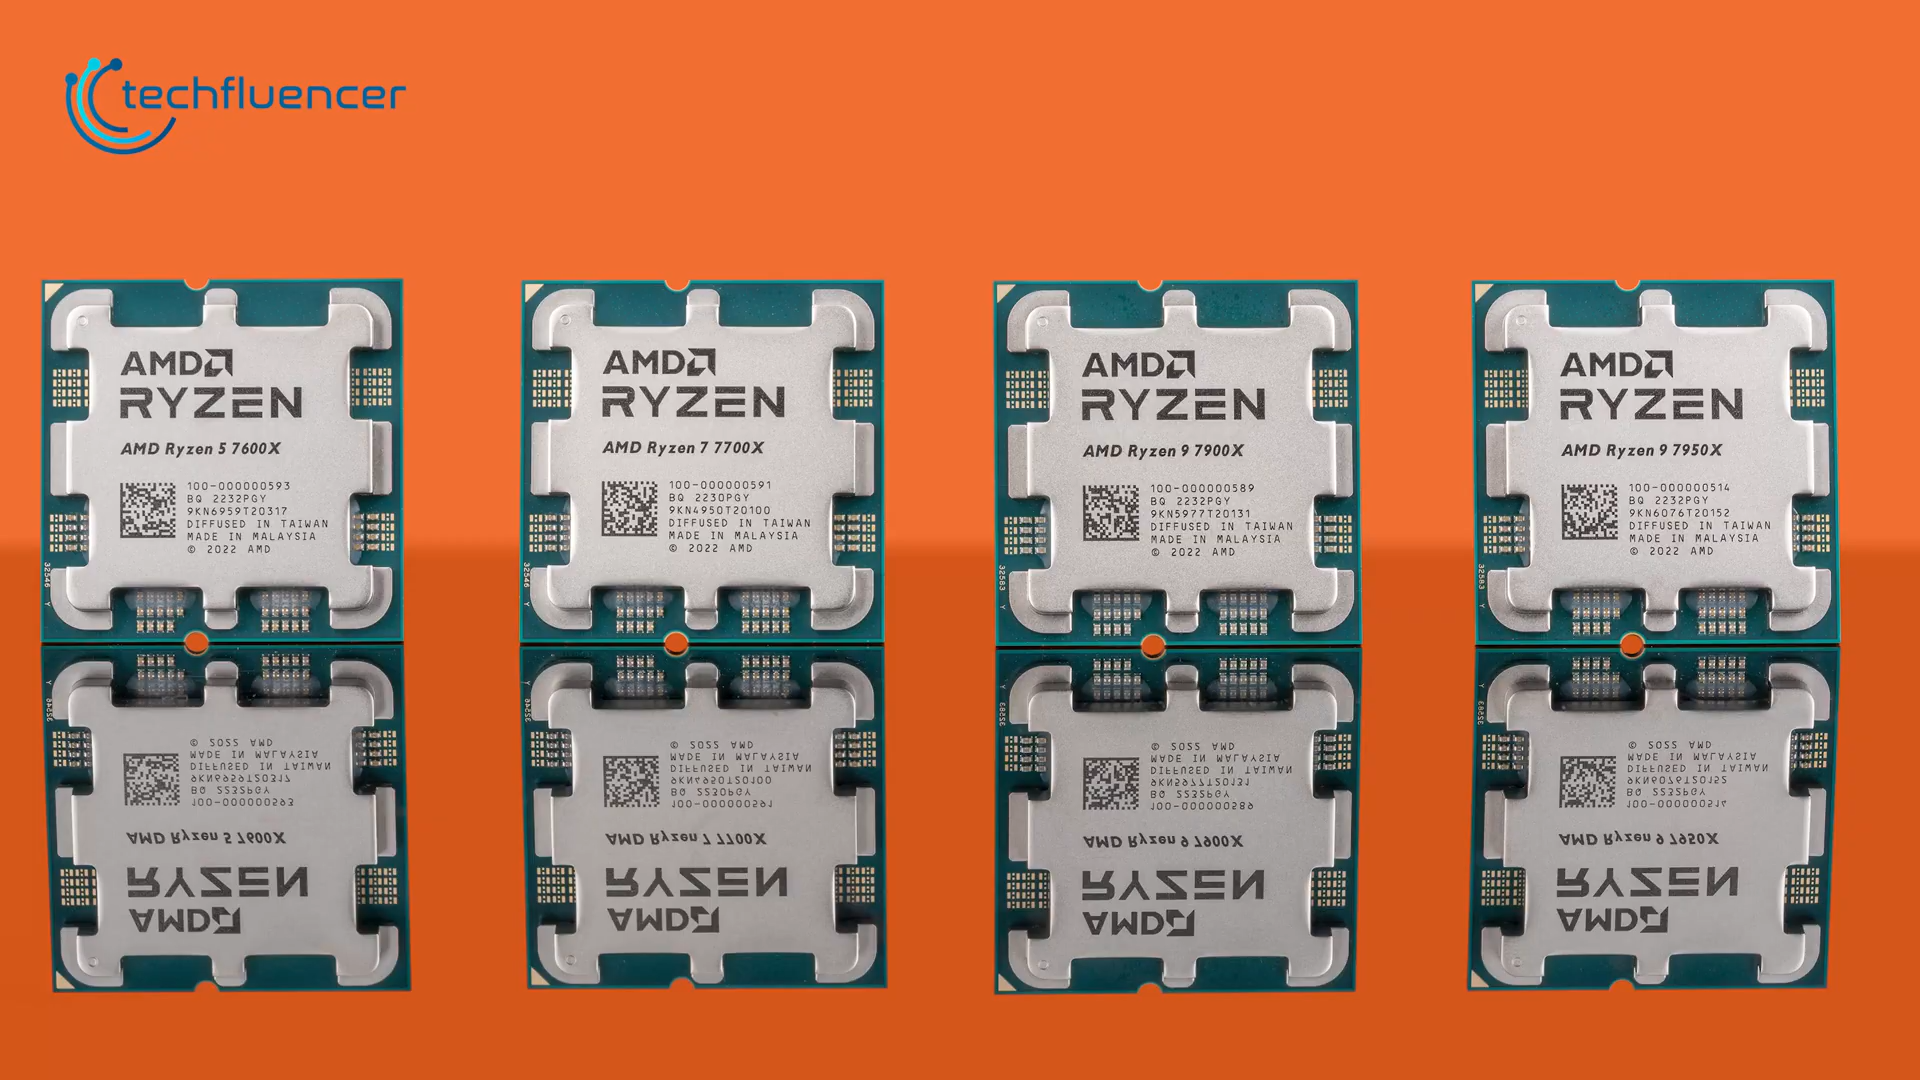 techfluencer
AMD
RYZEN
AMD Ryzen 5 7600X
100-000000593
BQ 2232PGY
9KN6959T20317
DIFFUSED IN TAIWAN
MADE IN MALAYSIA
© 2022 AMD
32546 Y
AMD
RYZEN
AMD Ryzen 7 7700X
100-000000591
BQ 2230PGY
9KN4950T20100
DIFFUSED IN TAIWAN
MADE IN MALAYSIA
© 2022 AMD
32546 Y
AMD
RYZEN
AMD Ryzen 9 7900X
100-000000589
BQ 2232PGY
9KN5977T20131
DIFFUSED IN TAIWAN
MADE IN MALAYSIA
© 2022 AMD
32583 Y
AMD
RYZEN
AMD Ryzen 9 7950X
100-000000514
BQ 2232PGY
9KN6076T20152
DIFFUSED IN TAIWAN
MADE IN MALAYSIA
© 2022 AMD
32583 Y